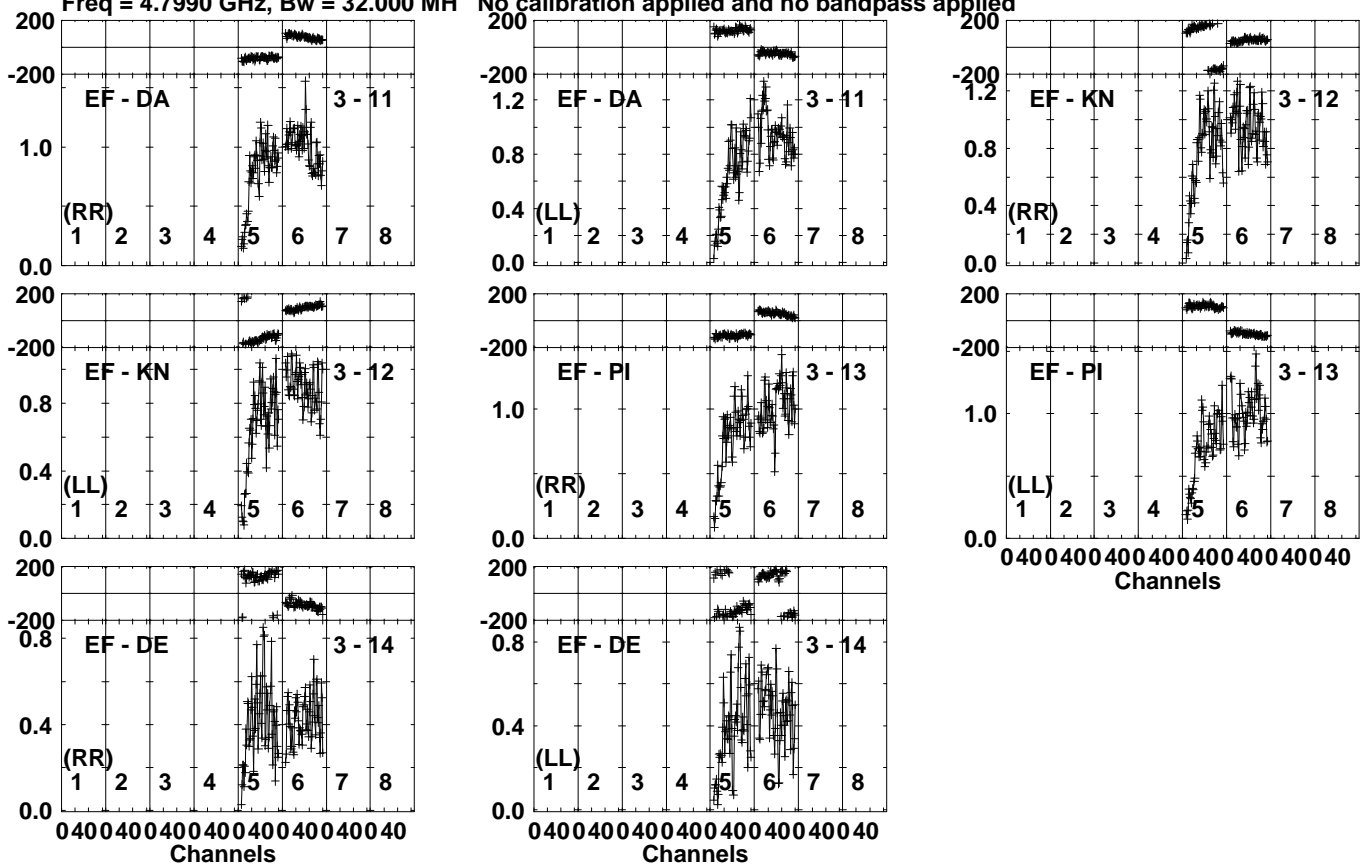 Freq = 4.7990 GHz, Bw = 32.000 MH No calibration applied and no bandpass applied
200
-200
EF - DA 3 - 11
1.0
(RR)
1 2 3 4 5 6 7 8
0.0
200
-200
1.2
EF - DA 3 - 11
0.8
0.4
(LL)
1 2 3 4 5 6 7 8
0.0
200
-200
1.2
EF - KN 3 - 12
0.8
0.4
(RR)
1 2 3 4 5 6 7 8
0.0
200
-200
EF - KN 3 - 12
0.8
0.4
(LL)
1 2 3 4 5 6 7 8
0.0
200
-200
EF - PI 3 - 13
1.0
(RR)
1 2 3 4 5 6 7 8
0.0
200
-200
EF - PI 3 - 13
1.0
(LL)
1 2 3 4 5 6 7 8
0.0
0 40 0 40 0 40 0 40 0 40 0 40 0 40 0 40
Channels
200
-200
0.8
EF - DE 3 - 14
0.4
(RR)
1 2 3 4 5 6 7 8
0.0
0 40 0 40 0 40 0 40 0 40 0 40 0 40 0 40
Channels
200
-200
0.8
EF - DE 3 - 14
0.4
(LL)
1 2 3 4 5 6 7 8
0.0
0 40 0 40 0 40 0 40 0 40 0 40 0 40 0 40
Channels